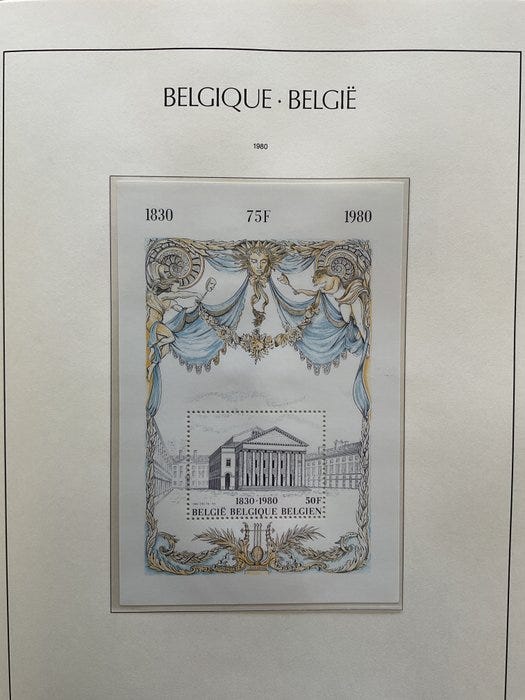 BELGIQUE · BELGIË
1980
1830 75F 1980
1830-1980 50F
BELGIË BELGIQUE BELGIEN